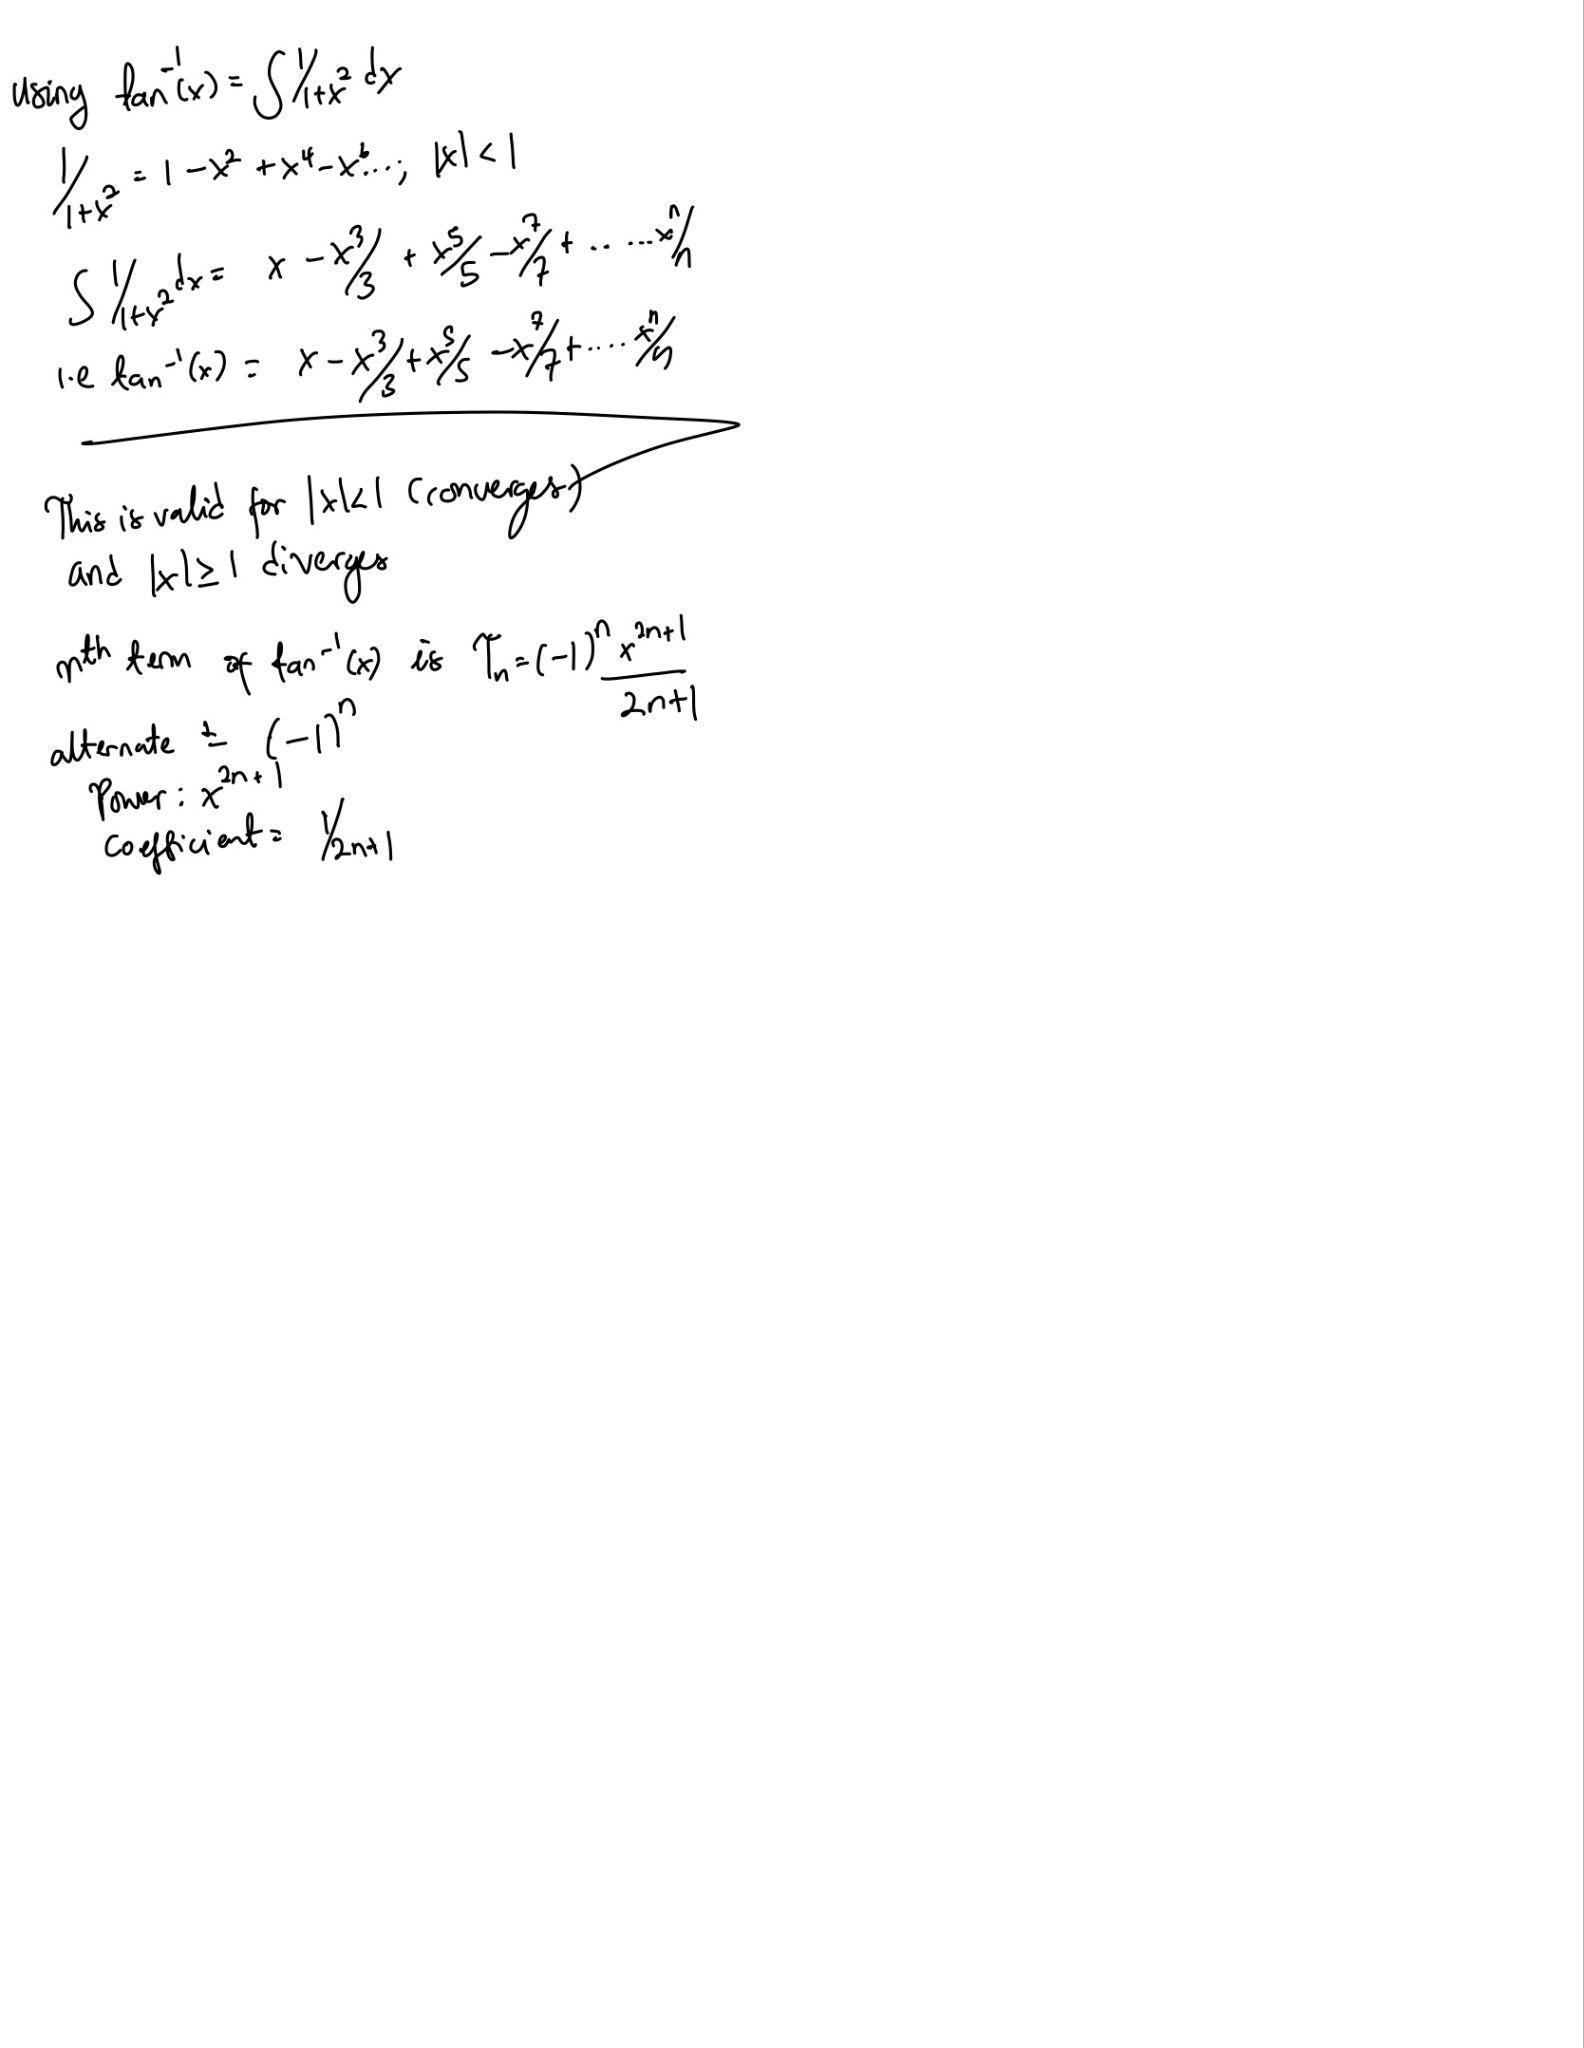 using tan⁻¹(x) = ∫ 1/1+x² dx
1/1+x² = 1 - x² + x⁴ - x⁶...; |x| < 1
∫ 1/1+x² dx = x - x³/3 + x⁵/5 - x⁷/7 + ..... xⁿ/n
i.e tan⁻¹(x) = x - x³/3 + x⁵/5 - x⁷/7 + .... xⁿ/n
This is valid for |x|<1 (converges)
and |x| ≥ 1 diverges
nth term of tan⁻¹(x) is Tₙ = (-1)ⁿ x²ⁿ⁺¹/2n+1
alternate ± (-1)ⁿ
Power: x²ⁿ⁺¹
coefficient = 1/2n+1